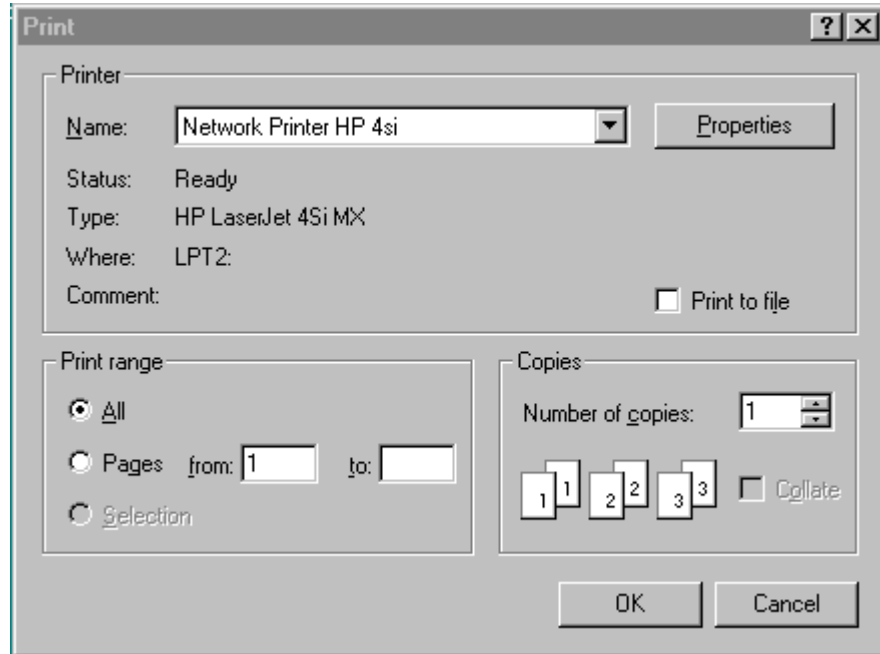 Print
Printer
Name: Network Printer HP 4si Properties
Status: Ready
Type: HP LaserJet 4Si MX
Where: LPT2:
Comment: Print to file
Print range
All
Pages from: 1 to:
Selection
Copies
Number of copies: 1
1 1 2 2 3 3 Collate
OK Cancel